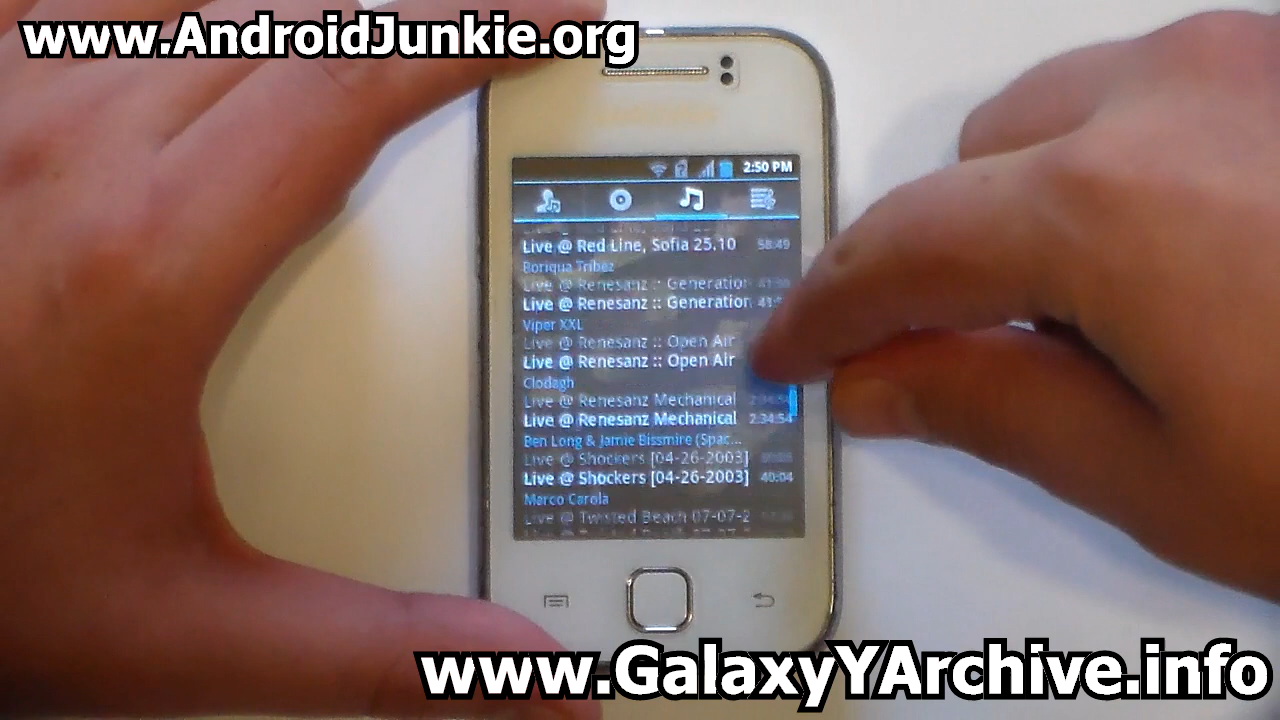 www.AndroidJunkie.org
2:50 PM
Live @ Red Line, Sofia 25.10 58:49
Boriqua Tribez
Live @ Renesanz :: Generation
Live @ Renesanz :: Generation
Viper XXL
Live @ Renesanz :: Open Air
Live @ Renesanz :: Open Air
Clodagh
Live @ Renesanz Mechanical
Live @ Renesanz Mechanical 2:34:54
Ben Long & Jamie Bissmire (Spac...
Live @ Shockers [04-26-2003]
Live @ Shockers [04-26-2003] 40:04
Marco Carola
Live @ Twisted Beach 07-07-2
www.GalaxyYArchive.info